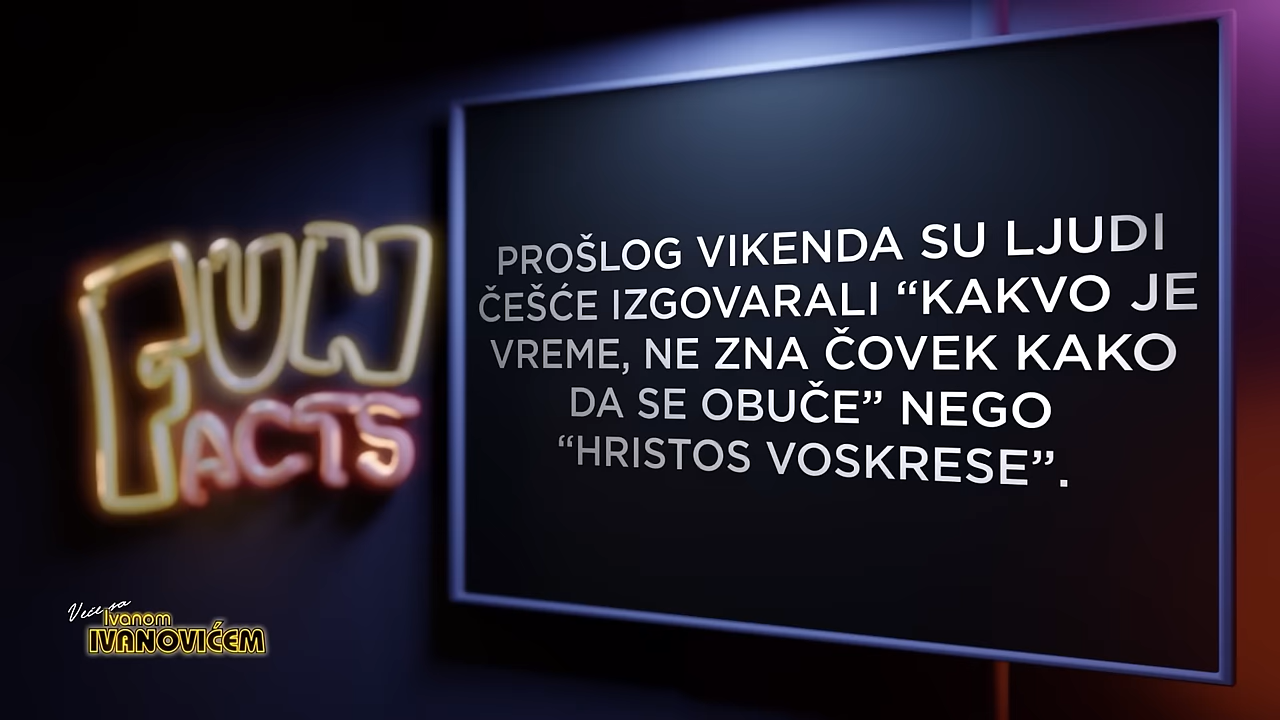 FUN
FACTS
PROŠLOG VIKENDA SU LJUDI
ČEŠĆE IZGOVARALI “KAKVO JE
VREME, NE ZNA ČOVEK KAKO
DA SE OBUČE” NEGO
“HRISTOS VOSKRESE”.
Veče sa
Ivanom
IVANOVIĆEM